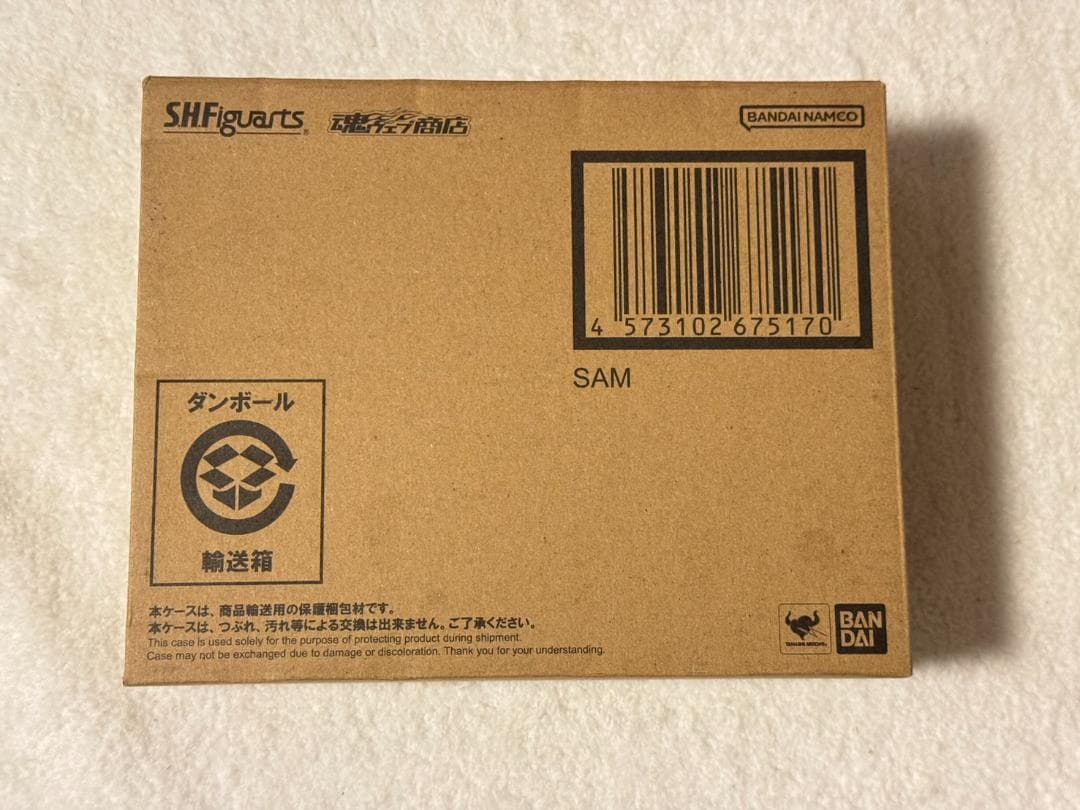 S.H.Figuarts 魂ウェブ商店
BANDAI NAMCO
4 573102 675170
SAM
ダンボール
輸送箱
本ケースは、商品輸送用の保護梱包材です。
本ケースは、つぶれ、汚れ等による交換は出来ません。ご了承ください。
This case is used solely for the purpose of protecting product during shipment.
Case may not be exchanged due to damage or discoloration. Thank you for your understanding.
TAMASHII NATIONS
BAN
DAI